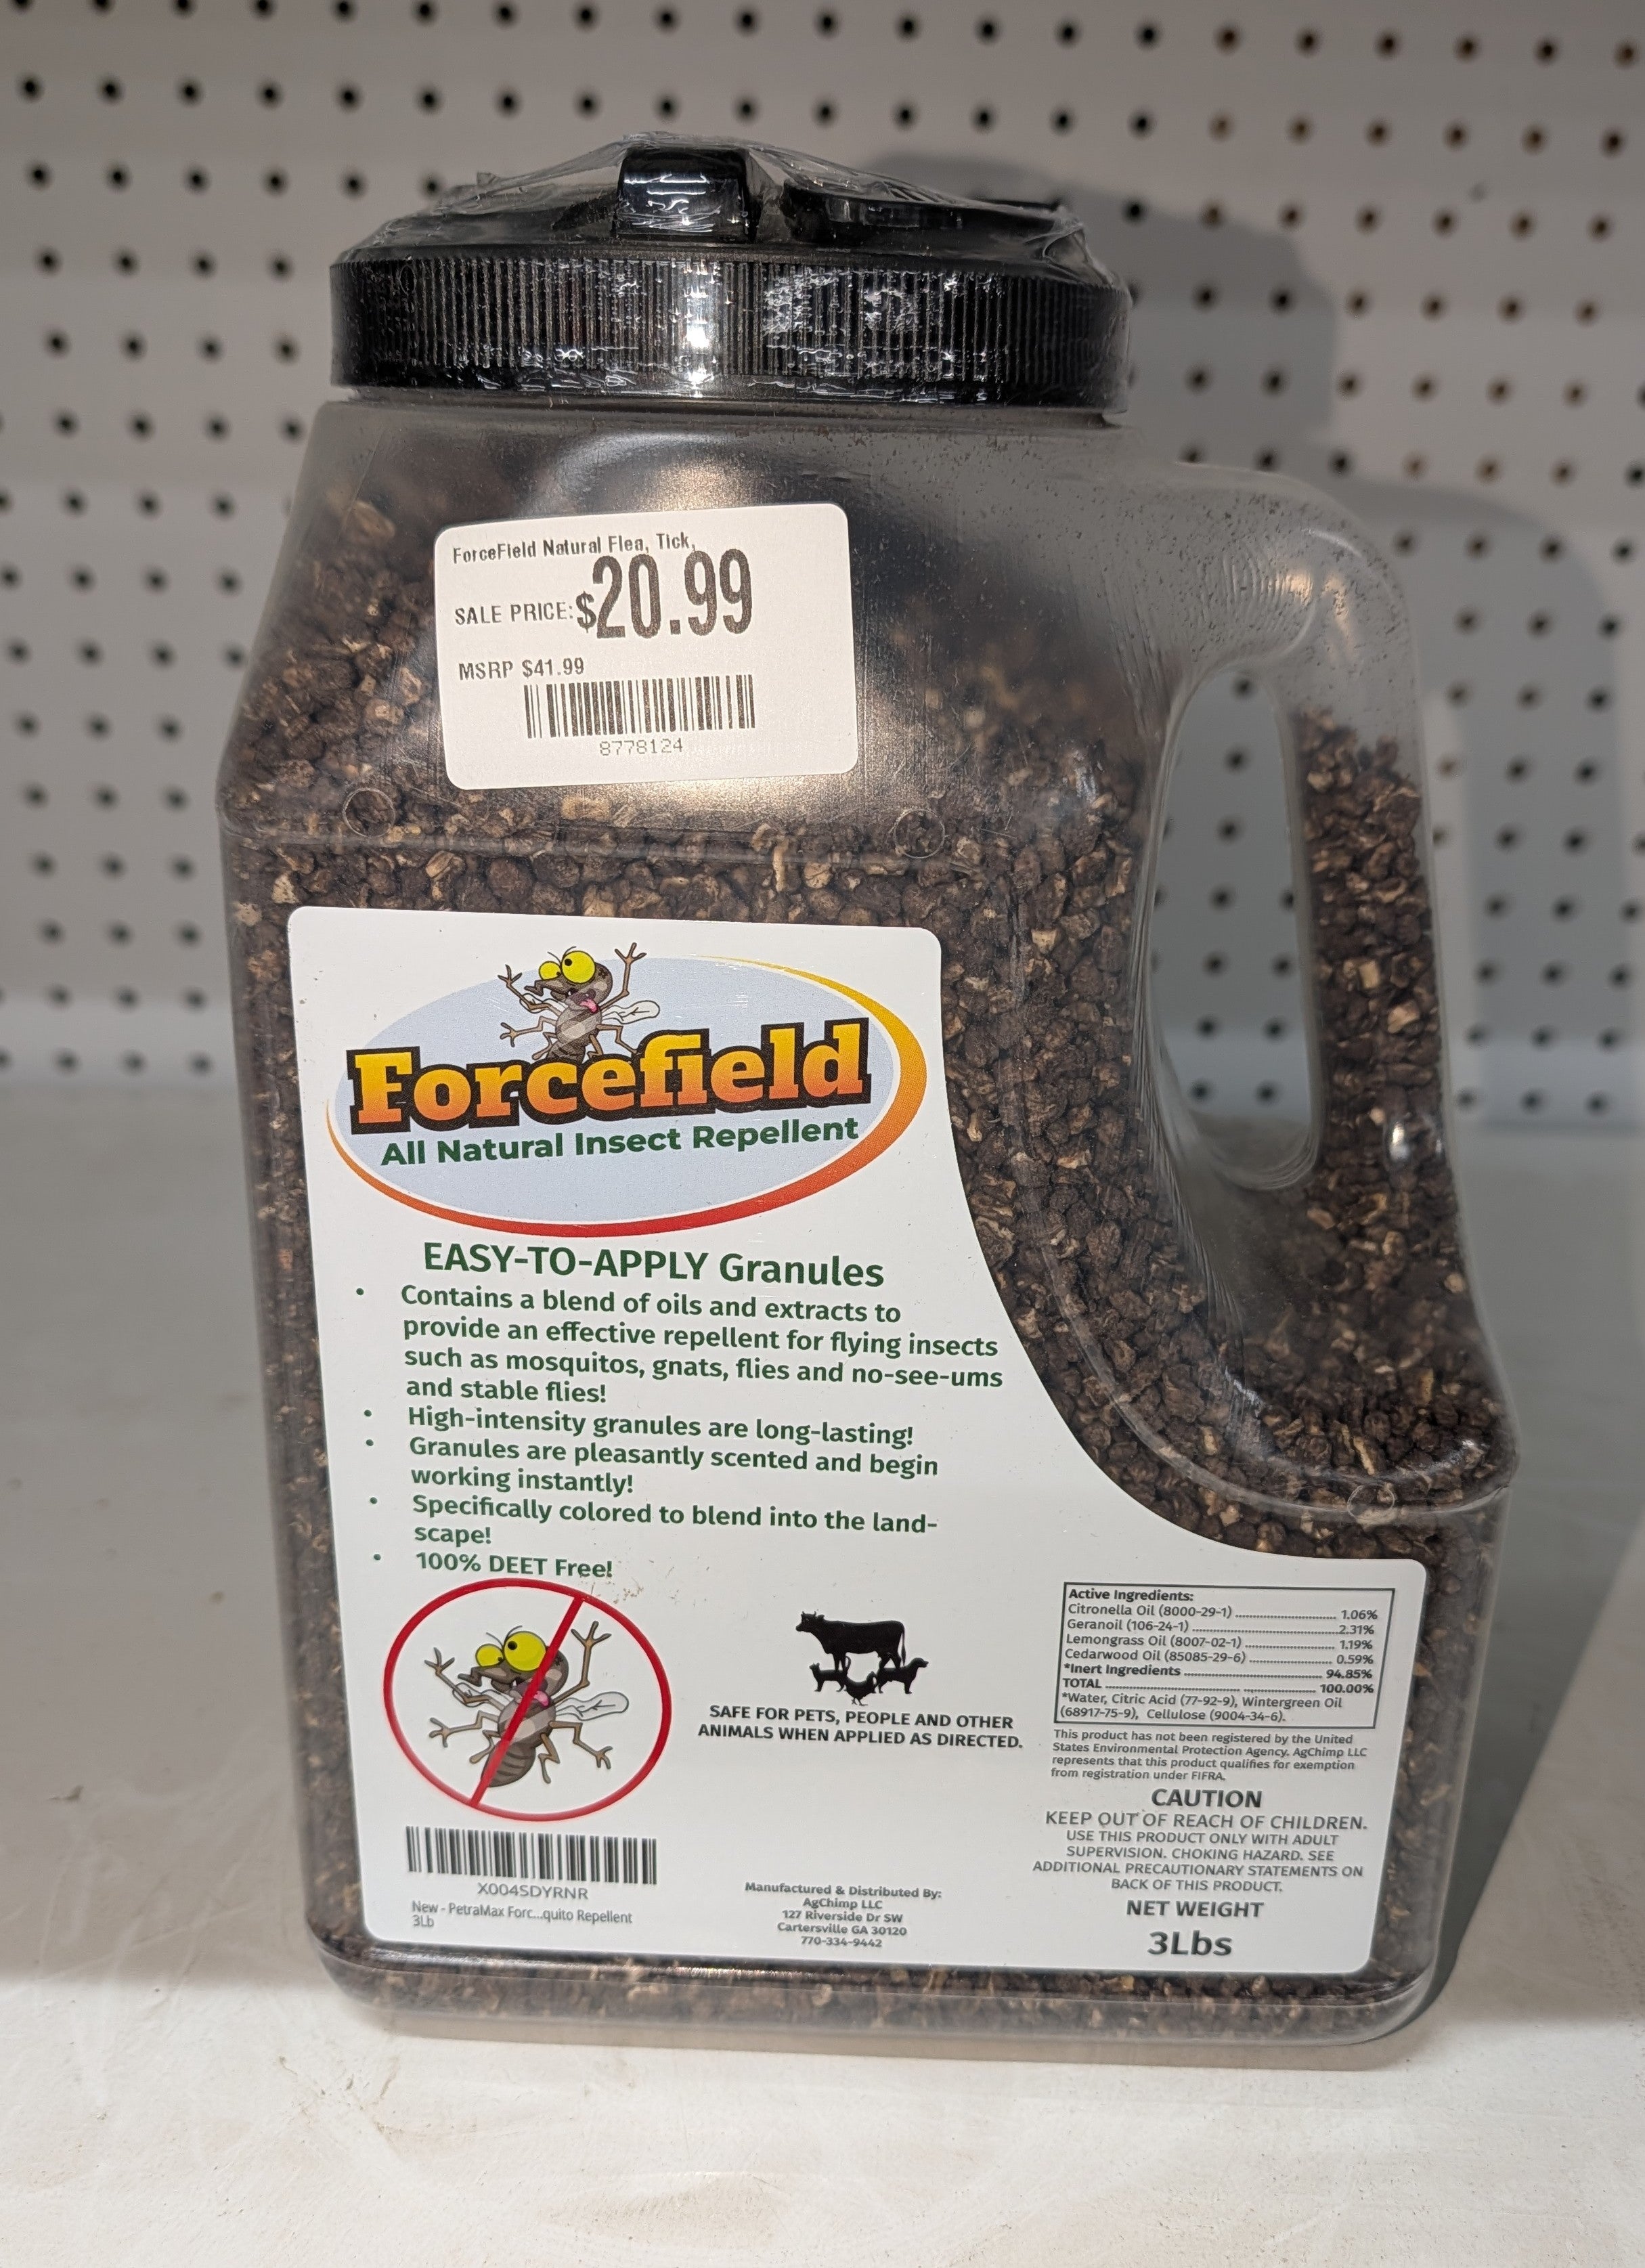 ForceField Natural Flea, Tick,
SALE PRICE: $20.99
MSRP $41.99
8778124
Forcefield
All Natural Insect Repellent
EASY-TO-APPLY Granules
• Contains a blend of oils and extracts to
provide an effective repellent for flying insects
such as mosquitos, gnats, flies and no-see-ums
and stable flies!
• High-intensity granules are long-lasting!
• Granules are pleasantly scented and begin
working instantly!
• Specifically colored to blend into the land-
scape!
• 100% DEET Free!
SAFE FOR PETS, PEOPLE AND OTHER
ANIMALS WHEN APPLIED AS DIRECTED.
Active Ingredients:
Citronella Oil (8000-29-1) ........ 1.06%
Geranoil (106-24-1) ........ 2.31%
Lemongrass Oil (8007-02-1) ........ 1.19%
Cedarwood Oil (85085-29-6) ........ 0.59%
*Inert Ingredients ........ 94.85%
TOTAL ........ 100.00%
*Water, Citric Acid (77-92-9), Wintergreen Oil
(68917-75-9), Cellulose (9004-34-6).
This product has not been registered by the United
States Environmental Protection Agency. AgChimp LLC
represents that this product qualifies for exemption
from registration under FIFRA.
CAUTION
KEEP OUT OF REACH OF CHILDREN.
USE THIS PRODUCT ONLY WITH ADULT
SUPERVISION. CHOKING HAZARD. SEE
ADDITIONAL PRECAUTIONARY STATEMENTS ON
BACK OF THIS PRODUCT.
NET WEIGHT
3Lbs
X004SDYRNR
New - PetraMax Forc...quito Repellent
3Lb
Manufactured & Distributed By:
AgChimp LLC
127 Riverside Dr SW
Cartersville GA 30120
770-334-9442